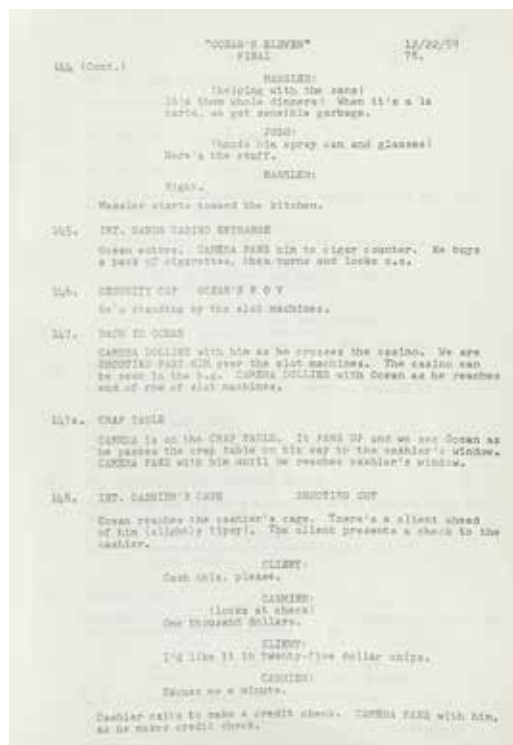 "OCEAN'S ELEVEN" 12/22/59
FINAL 75.
144 (Cont.)
MASSLER:
(helping with the cans)
It's them whole dinners! When it's a la
carte, we get sensible garbage.
JOSH:
(hands him spray can and glasses)
Here's the stuff.
MASSLER:
Right.
Massler starts toward the kitchen.
145. INT. SANDS CASINO ENTRANCE
Ocean enters. CAMERA PANS him to cigar counter. He buys
a pack of cigarettes, then turns and looks o.s.
146. SECURITY COP OCEAN'S P O V
He's standing by the slot machines.
147. BACK TO OCEAN
CAMERA DOLLIES with him as he crosses the casino. We are
SHOOTING PAST HIM over the slot machines. The casino can
be seen in the b.g. CAMERA DOLLIES with Ocean as he reaches
end of row of slot machines.
147a. CRAP TABLE
CAMERA is on the CRAP TABLE. It PANS UP and we see Ocean as
he passes the crap table on his way to the cashier's window.
CAMERA PANS with him until he reaches cashier's window.
148. INT. CASHIER'S CAGE SHOOTING OUT
Ocean reaches the cashier's cage. There's a client ahead
of him (slightly tipsy). The client presents a check to the
cashier.
CLIENT:
Cash this, please.
CASHIER:
(looks at check)
One thousand dollars.
CLIENT:
I'd like it in twenty-five dollar chips.
CASHIER:
Excuse me a minute.
Cashier exits to make a credit check. CAMERA PANS with him,
as he makes credit check.